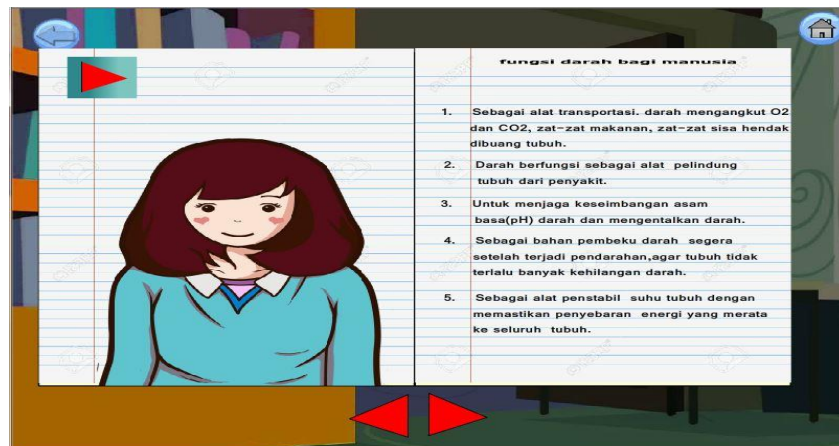 fungsi darah bagi manusia
1. Sebagai alat transportasi. darah mengangkut O2
dan CO2, zat-zat makanan, zat-zat sisa hendak
dibuang tubuh.
2. Darah berfungsi sebagai alat pelindung
tubuh dari penyakit.
3. Untuk menjaga keseimbangan asam
basa(pH) darah dan mengentalkan darah.
4. Sebagai bahan pembeku darah segera
setelah terjadi pendarahan,agar tubuh tidak
terlalu banyak kehilangan darah.
5. Sebagai alat penstabil suhu tubuh dengan
memastikan penyebaran energi yang merata
ke seluruh tubuh.